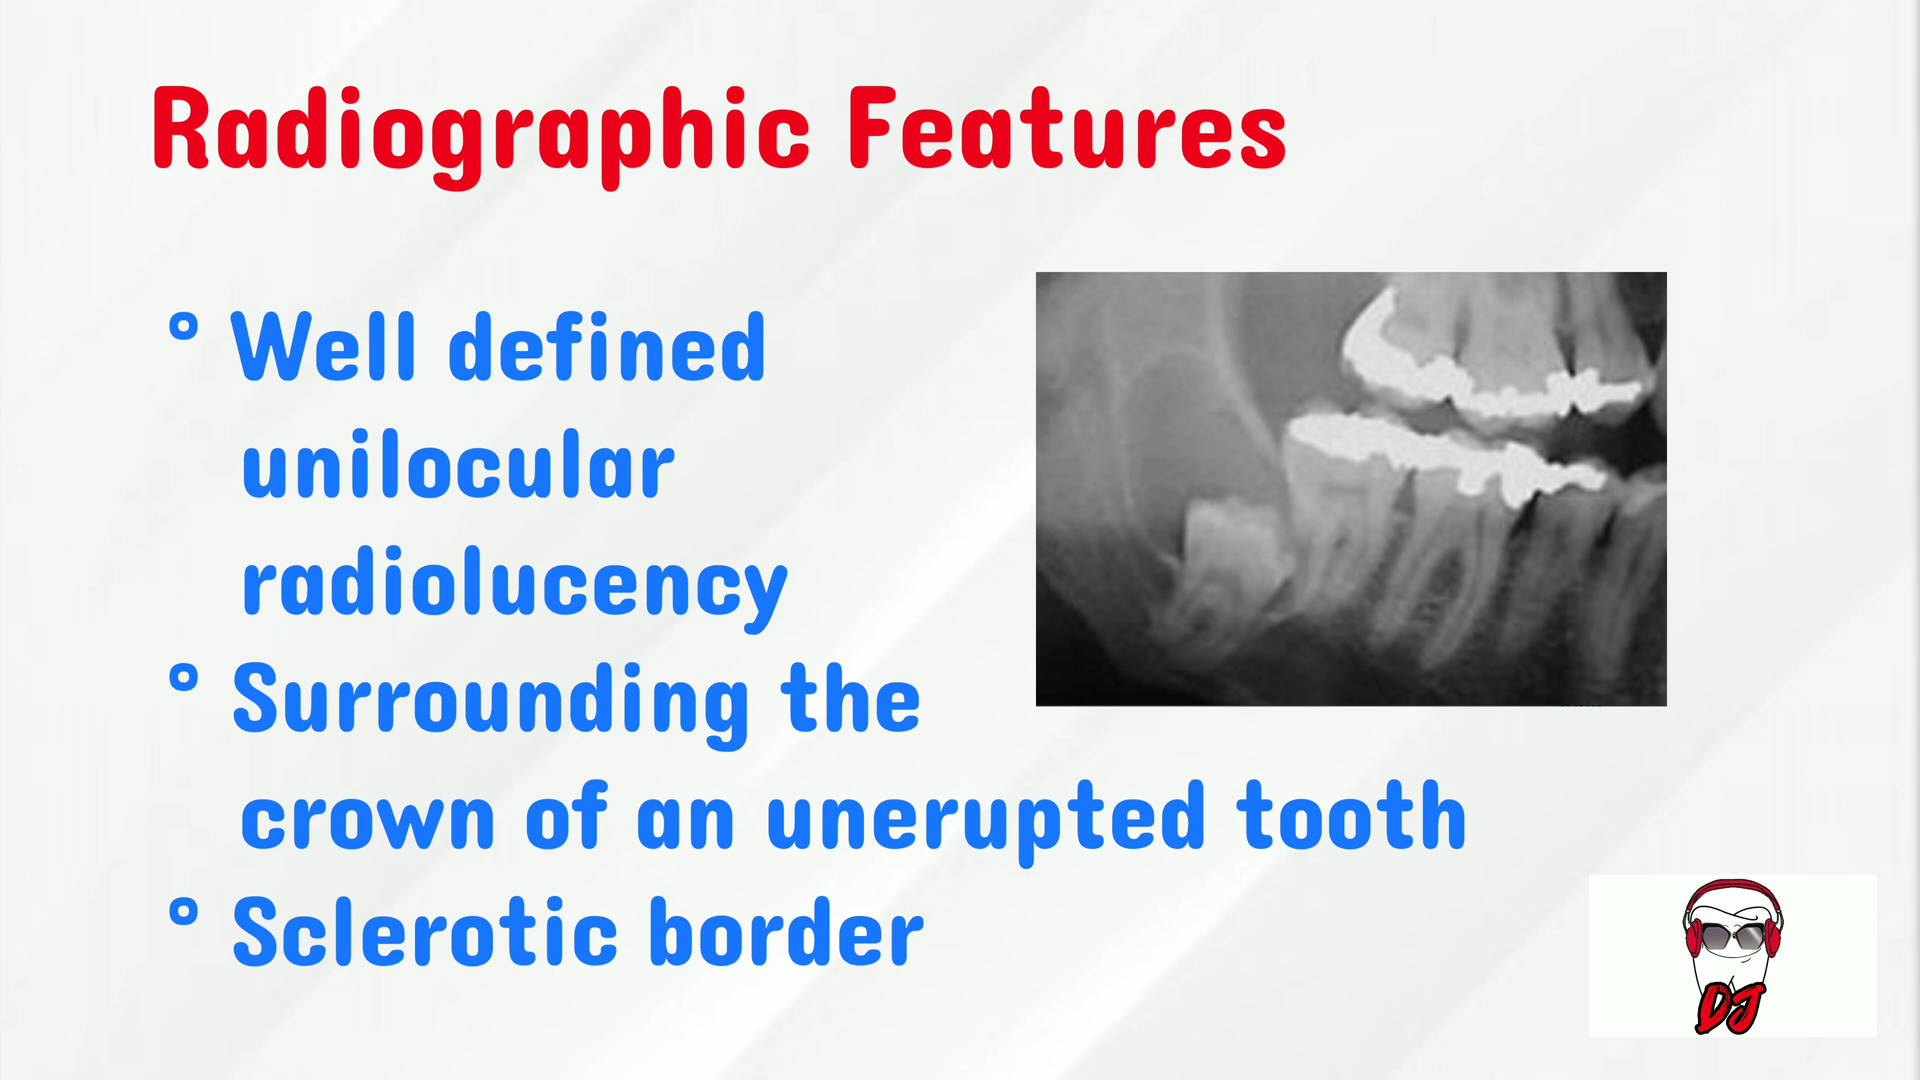 Radiographic Features
° Well defined
unilocular
radiolucency
° Surrounding the
crown of an unerupted tooth
° Sclerotic border
DJ